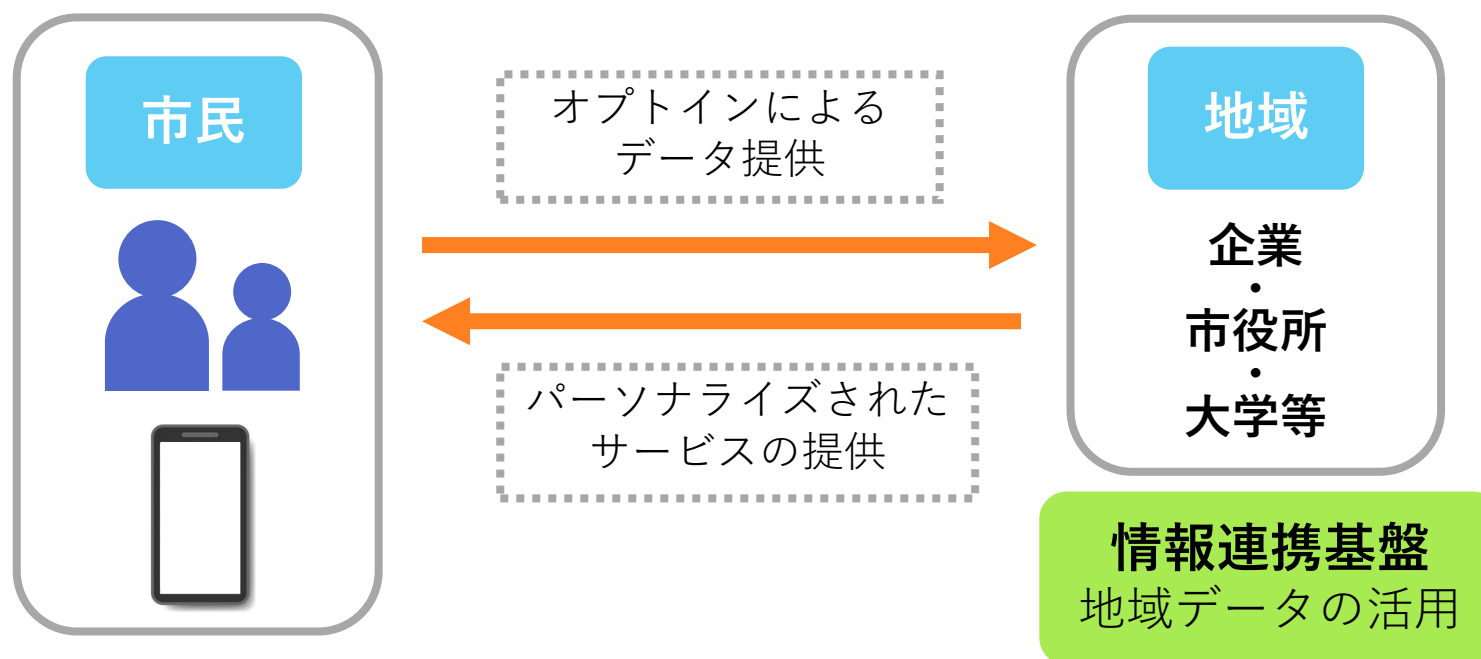 市民
オプトインによる
データ提供
パーソナライズされた
サービスの提供
地域
企業
・
市役所
・
大学等
情報連携基盤
地域データの活用